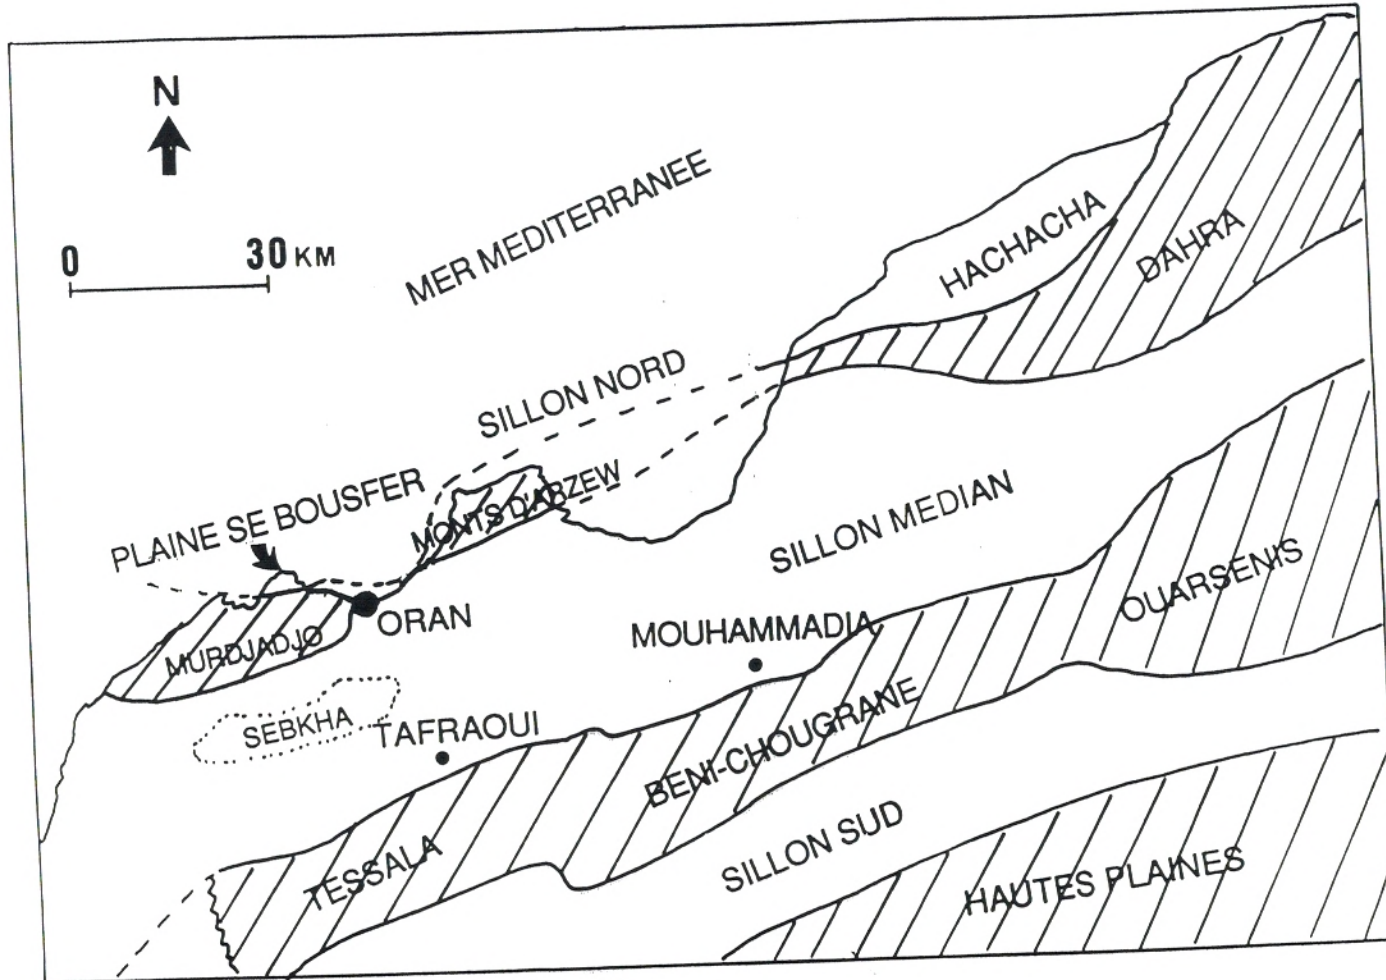 N
0 30 KM
MER MEDITERRANEE
HACHACHA
DAHRA
SILLON NORD
PLAINE SE BOUSFER
MONTS D'ARZEW
SILLON MEDIAN
OUARSENIS
ORAN
MOUHAMMADIA
MURDJADJO
SEBKHA
TAFRAOUI
BENI-CHOUGRANE
TESSALA
SILLON SUD
HAUTES PLAINES